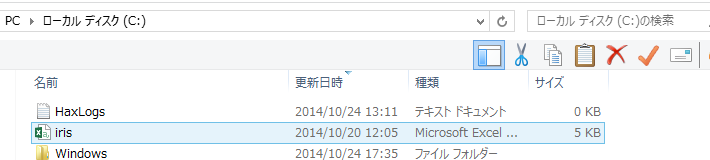 PC ▸ ローカル ディスク (C:) ローカル ディスク (C:)の検索
名前 更新日時 種類 サイズ
HaxLogs 2014/10/24 13:11 テキスト ドキュメント 0 KB
iris 2014/10/20 12:05 Microsoft Excel ... 5 KB
Windows 2014/10/24 17:35 ファイル フォルダー